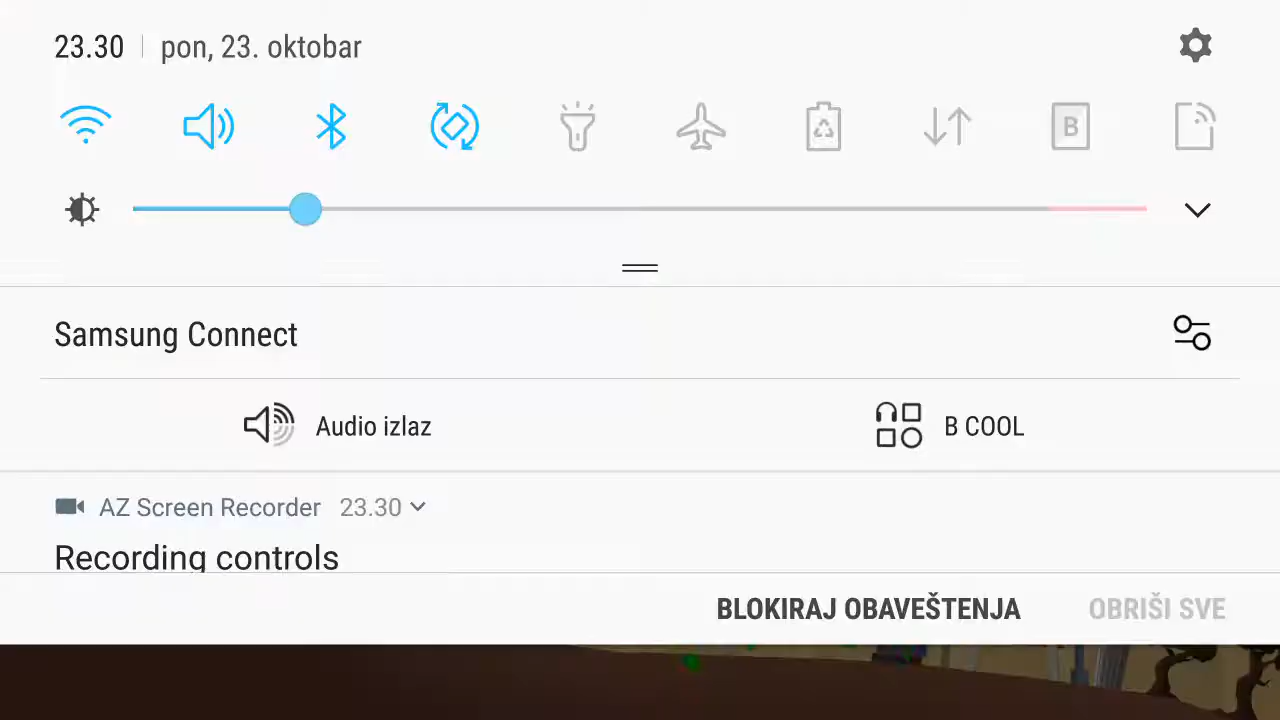 23.30 | pon, 23. oktobar
B
Samsung Connect
Audio izlaz
B COOL
AZ Screen Recorder 23.30
Recording controls
BLOKIRAJ OBAVEŠTENJA
OBRIŠI SVE